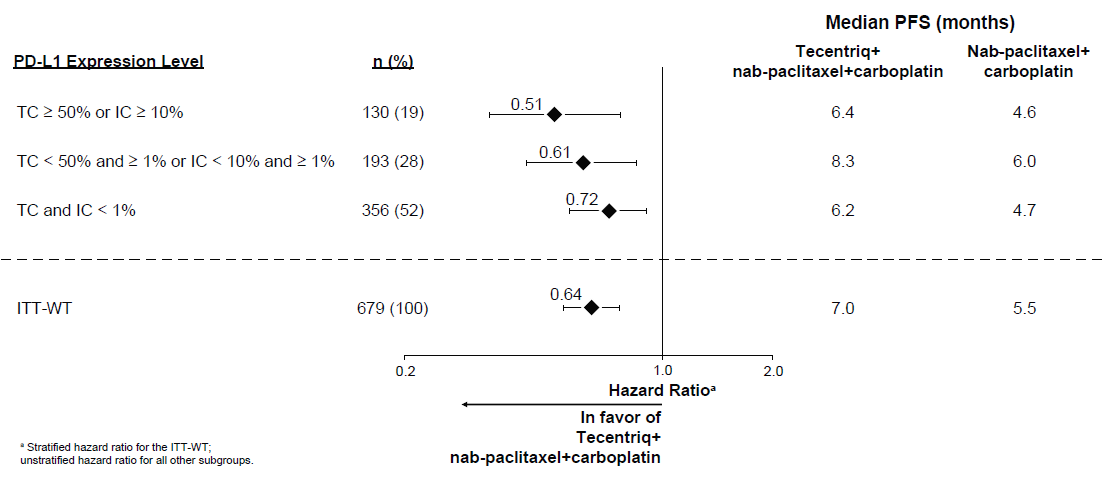 Median PFS (months)
PD-L1 Expression Level n (%) Tecentriq+ Nab-paclitaxel+
nab-paclitaxel+carboplatin carboplatin
TC ≥ 50% or IC ≥ 10% 130 (19) 0.51 6.4 4.6
TC < 50% and ≥ 1% or IC < 10% and ≥ 1% 193 (28) 0.61 8.3 6.0
TC and IC < 1% 356 (52) 0.72 6.2 4.7
ITT-WT 679 (100) 0.64 7.0 5.5
0.2 1.0 2.0
Hazard Ratioᵃ
In favor of
Tecentriq+
nab-paclitaxel+carboplatin
ᵃ Stratified hazard ratio for the ITT-WT;
unstratified hazard ratio for all other subgroups.